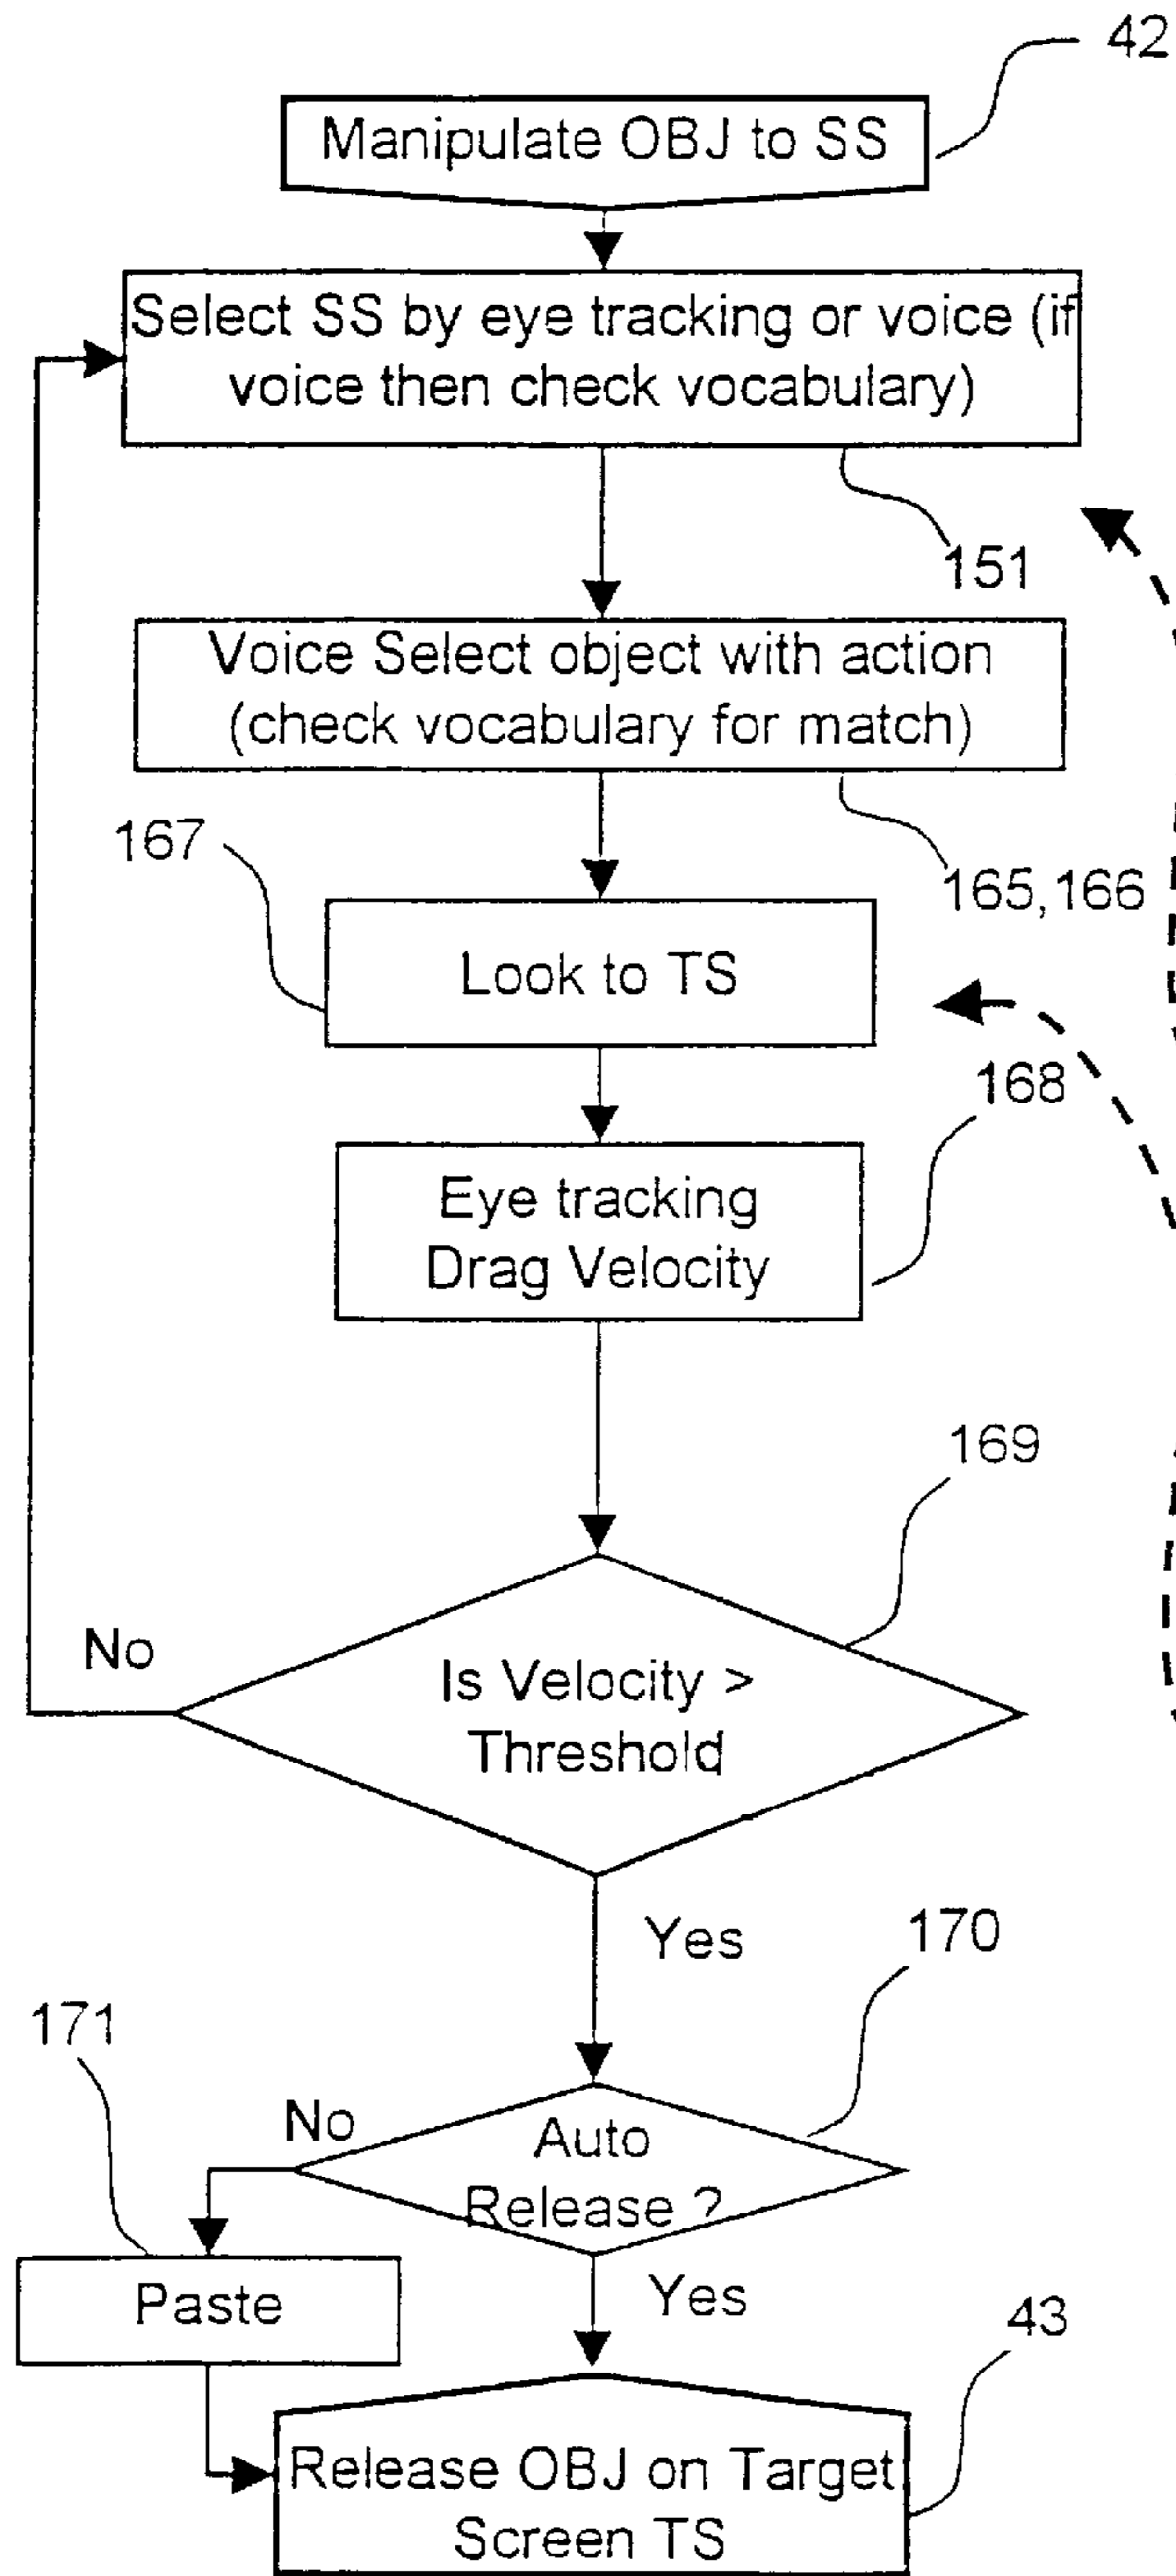 42
Manipulate OBJ to SS
Select SS by eye tracking or voice (if
voice then check vocabulary)
151
Voice Select object with action
(check vocabulary for match)
165,166
167
Look to TS
168
Eye tracking
Drag Velocity
169
No
Is Velocity >
Threshold
Yes
170
171
No
Auto
Release ?
Paste
Yes
43
Release OBJ on Target
Screen TS